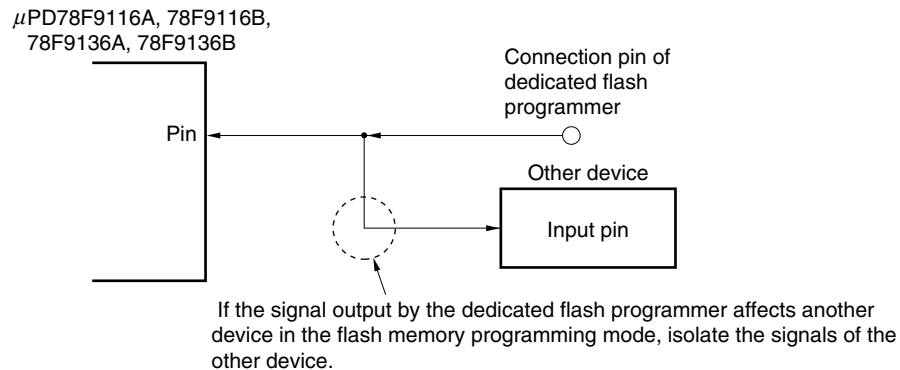 μPD78F9116A, 78F9116B,
78F9136A, 78F9136B
Connection pin of
dedicated flash
programmer
Pin
Other device
Input pin
If the signal output by the dedicated flash programmer affects another
device in the flash memory programming mode, isolate the signals of the
other device.